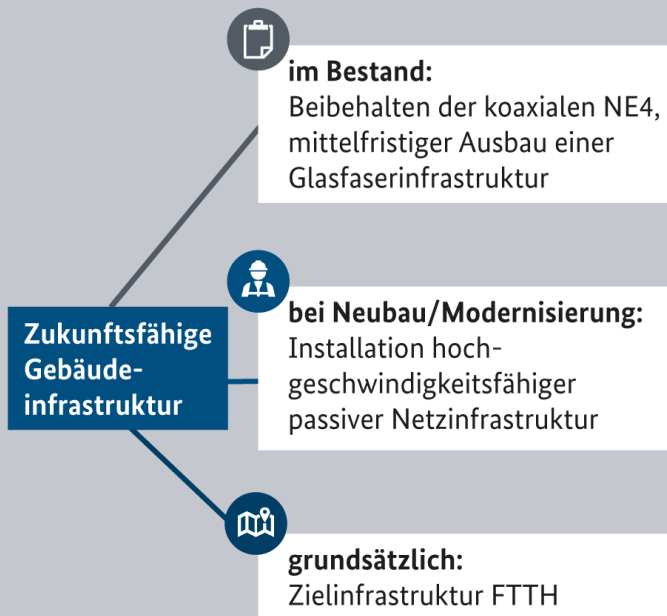 im Bestand:
Beibehalten der koaxialen NE4,
mittelfristiger Ausbau einer
Glasfaserinfrastruktur
Zukunftsfähige
Gebäude-
infrastruktur
bei Neubau/Modernisierung:
Installation hoch-
geschwindigkeitsfähiger
passiver Netzinfrastruktur
grundsätzlich:
Zielinfrastruktur FTTH